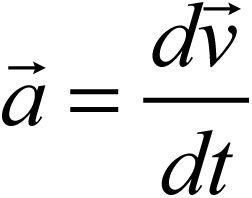 a⃗ = dv⃗ / dt